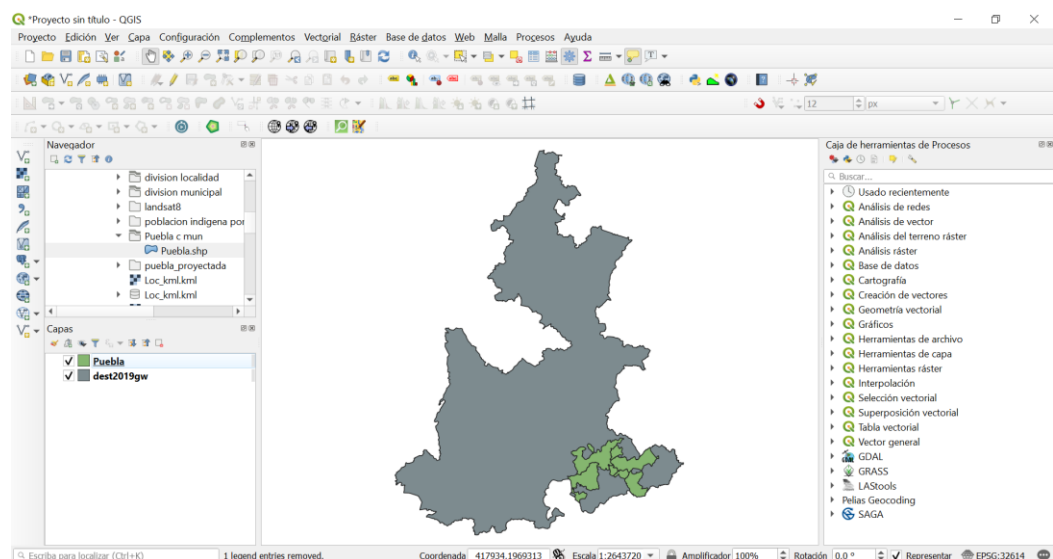 *Proyecto sin título - QGIS
Proyecto Edición Ver Capa Configuración Complementos Vectorial Ráster Base de datos Web Malla Procesos Ayuda
12 px
Navegador
division localidad
division municipal
landsat8
poblacion indigena por
Puebla c mun
Puebla.shp
puebla_proyectada
Loc_kml.kml
Loc_kml.kml
Capas
Puebla
dest2019gw
Caja de herramientas de Procesos
Buscar...
Usado recientemente
Análisis de redes
Análisis de vector
Análisis del terreno ráster
Análisis ráster
Base de datos
Cartografía
Creación de vectores
Geometría vectorial
Gráficos
Herramientas de archivo
Herramientas de capa
Herramientas ráster
Interpolación
Selección vectorial
Superposición vectorial
Tabla vectorial
Vector general
GDAL
GRASS
LAStools
Pelias Geocoding
SAGA
Escriba para localizar (Ctrl+K) 1 legend entries removed. Coordenada 417934,1969313 Escala 1:2643720 Amplificador 100% Rotación 0,0 ° Representar EPSG:32614